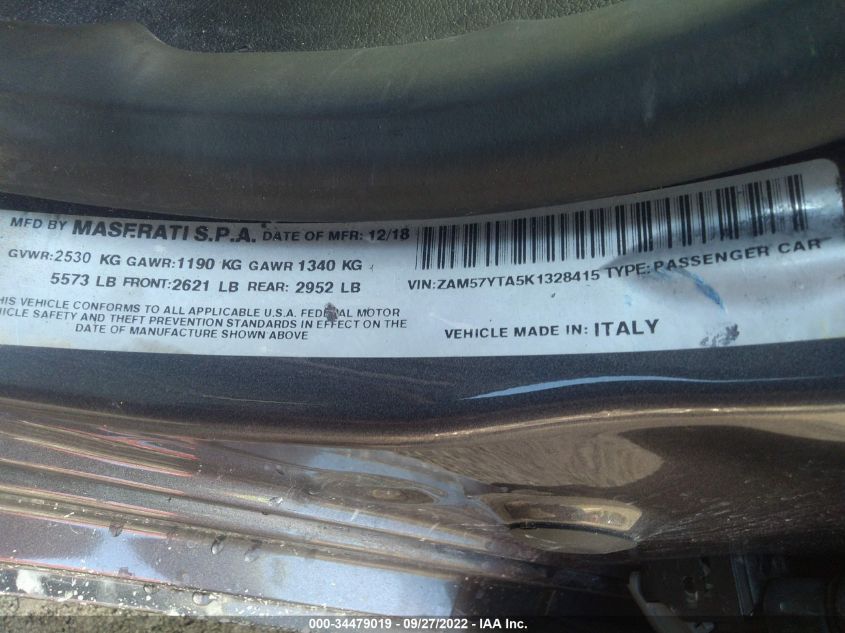 MFD BY MASERATI S.P.A. DATE OF MFR: 12/18
GVWR:2530 KG GAWR:1190 KG GAWR 1340 KG
5573 LB FRONT:2621 LB REAR: 2952 LB
HIS VEHICLE CONFORMS TO ALL APPLICABLE U.S.A. FEDERAL MOTOR
HICLE SAFETY AND THEFT PREVENTION STANDARDS IN EFFECT ON THE
DATE OF MANUFACTURE SHOWN ABOVE
VIN:ZAM57YTA5K1328415 TYPE: PASSENGER CAR
VEHICLE MADE IN: ITALY
000-34479019 - 09/27/2022 - IAA Inc.